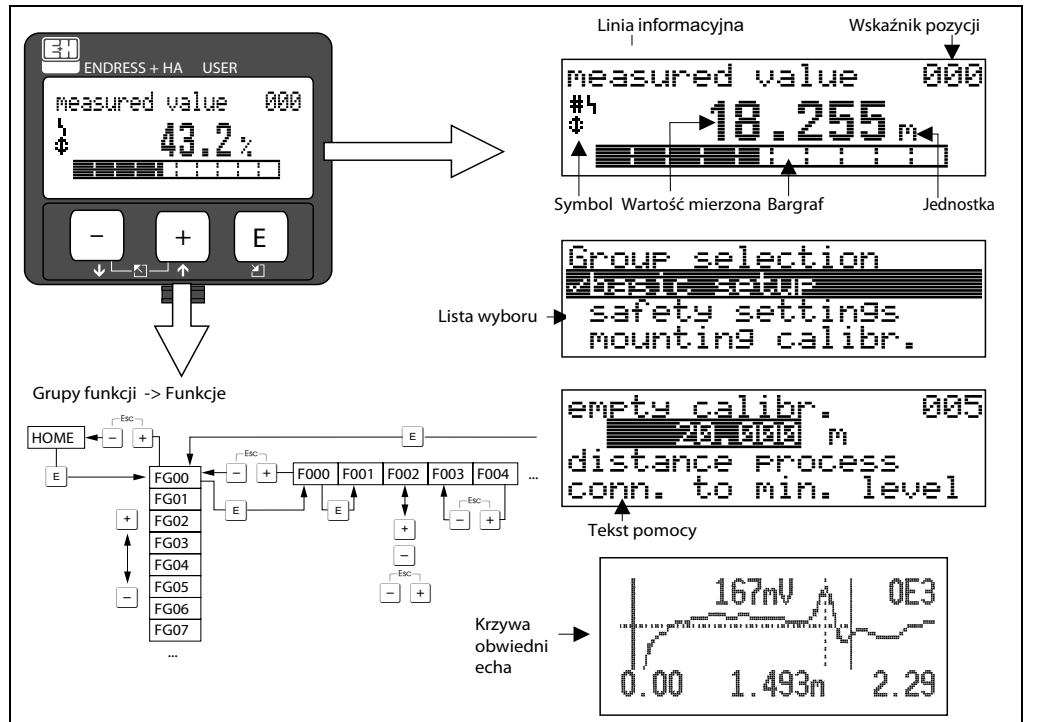 E+H
ENDRESS + HA USER
measured value 000
43.2 %
− + E
Linia informacyjna
Wskaźnik pozycji
measured value 000
18.255 m
Symbol
Wartość mierzona
Bargraf
Jednostka
Group selection
basic setup
safety settings
mounting calibr.
Lista wyboru
empty calibr. 005
20.000 m
distance process
conn. to min. level
Tekst pomocy
Grupy funkcji -> Funkcje
HOME
Esc
− +
E
E
FG00
FG01
FG02
FG03
FG04
FG05
FG06
FG07
...
+
−
Esc
− +
E
F000 F001 F002 F003 F004 ...
E
+
−
Esc
− +
Esc
− +
Krzywa
obwiedni
echa
167mV 0E3
0.00 1.493m 2.29